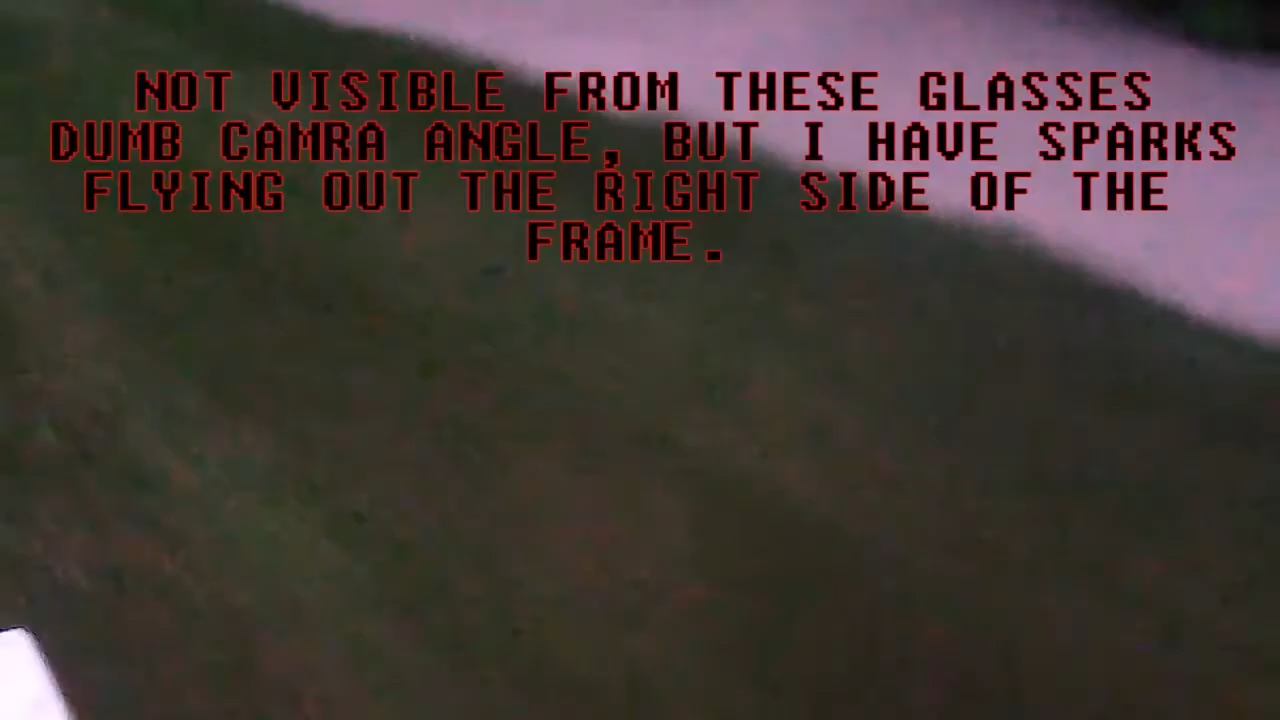 NOT VISIBLE FROM THESE GLASSES
DUMB CAMRA ANGLE, BUT I HAVE SPARKS
FLYING OUT THE RIGHT SIDE OF THE
FRAME.